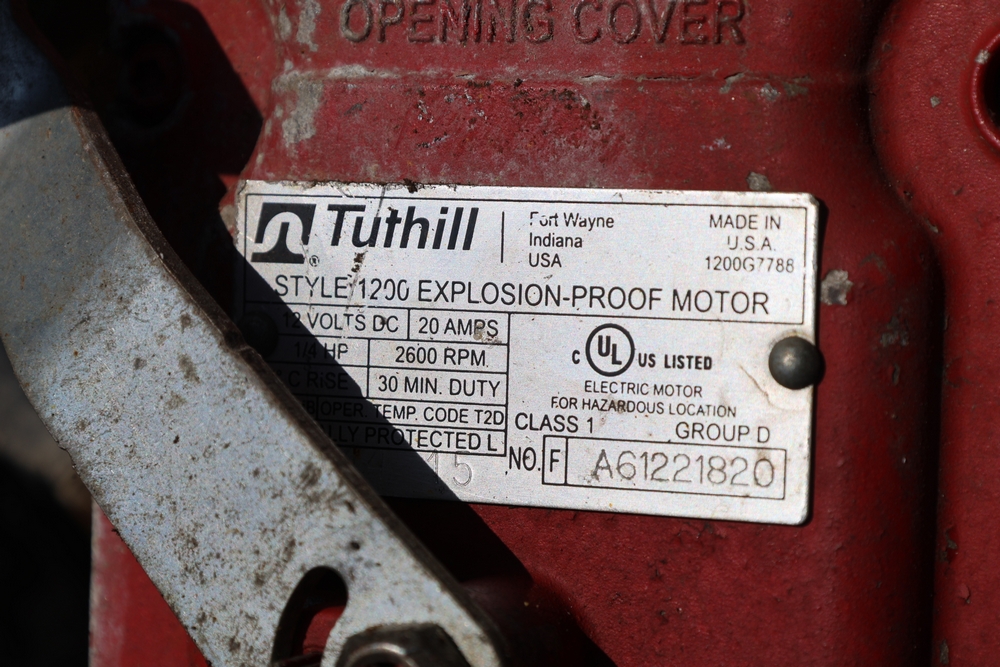 OPENING COVER
Tuthill
Fort Wayne
Indiana
USA
MADE IN
U.S.A.
1200G7788
®
STYLE 1200 EXPLOSION-PROOF MOTOR
12 VOLTS DC 20 AMPS
1/4 HP 2600 RPM
C RISE 30 MIN. DUTY
OPER. TEMP. CODE T2D
PROTECTED L
15
C UL US LISTED
ELECTRIC MOTOR
FOR HAZARDOUS LOCATION
CLASS 1 GROUP D
NO. F A61221820